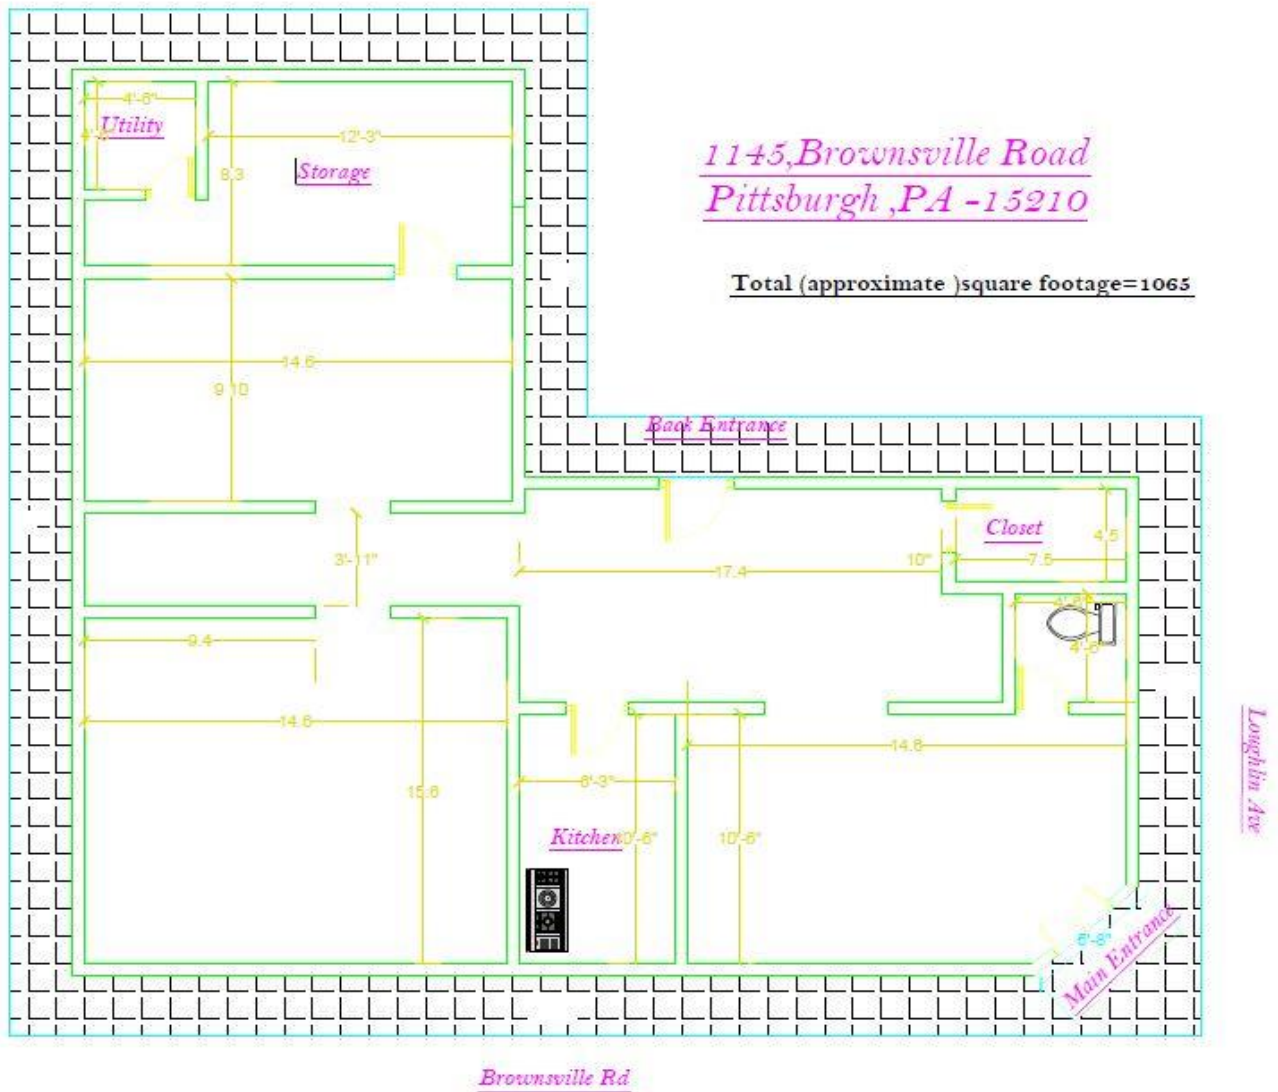 4'-6"
Utility
12'-3"
Storage
8.3
1145,Brownsville Road
Pittsburgh ,PA -15210
Total (approximate )square footage=1065
14.6
9.10
Back Entrance
Closet
4.5
3'-11"
17.4
10"
7.5
4'-6"
9.4
14.6
14.8
15.6
6'-3"
Kitchen
10'-6"
10'-6"
Loughlin Ave
6'-8"
Main Entrance
Brownsville Rd